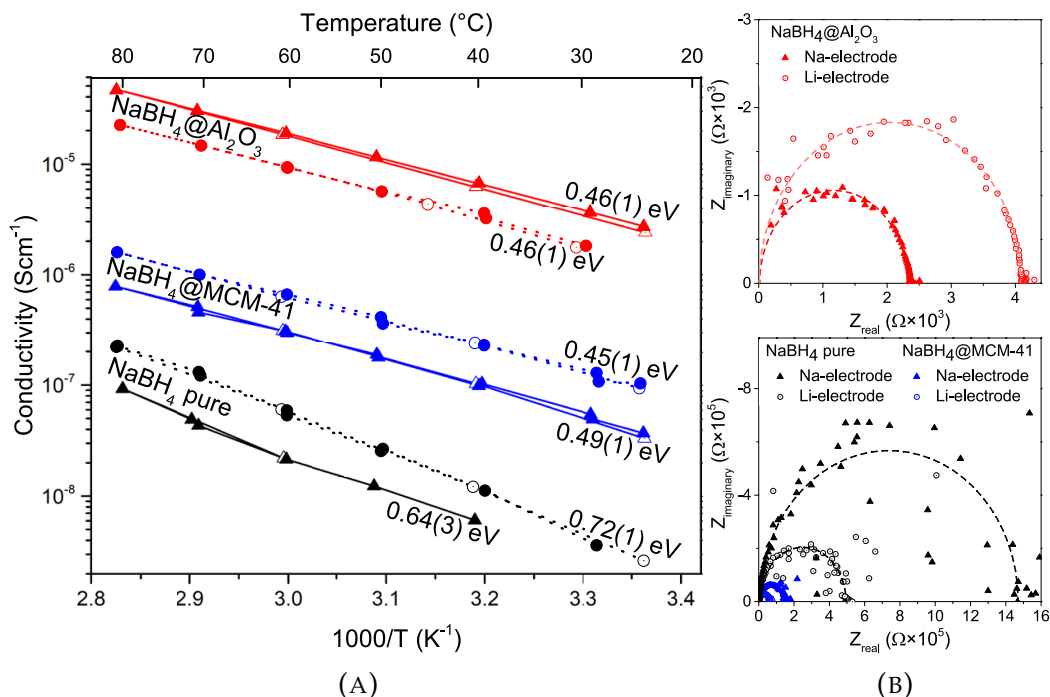 Temperature (°C)
80 70 60 50 40 30 20
10⁻⁵
10⁻⁶
10⁻⁷
10⁻⁸
Conductivity (Scm⁻¹)
NaBH₄@Al₂O₃
0.46(1) eV
0.46(1) eV
NaBH₄@MCM-41
0.45(1) eV
0.49(1) eV
NaBH₄ pure
0.64(3) eV
0.72(1) eV
2.8 2.9 3.0 3.1 3.2 3.3 3.4
1000/T (K⁻¹)
(A)
B)
-3
-2
-1
0
Z_imaginary (Ω×10³)
NaBH₄@Al₂O₃
Na-electrode
Li-electrode
0 1 2 3 4
Z_real (Ω×10³)
-8
-4
0
Z_imaginary (Ω×10⁵)
NaBH₄ pure NaBH₄@MCM-41
Na-electrode Na-electrode
Li-electrode Li-electrode
0 2 4 6 8 10 12 14 16
Z_real (Ω×10⁵)
(B)